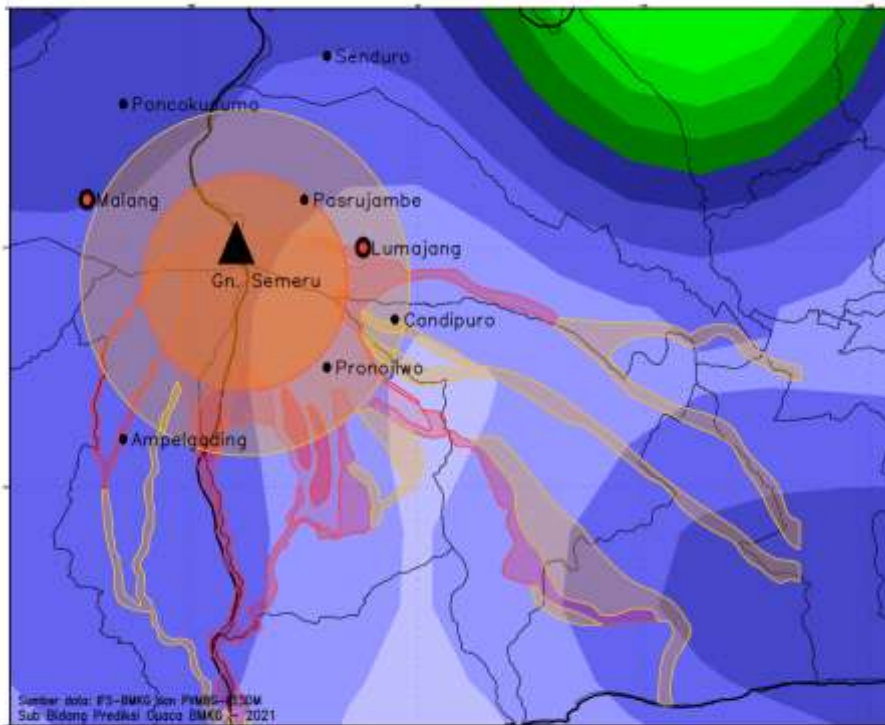 Senduro
Poncokusumo
Malang
Pasrujambe
Lumajang
Gn. Semeru
Candipuro
Pronojiwo
Ampelgading
Sumber data: IFS-BMKG dan PVMBG-ESDM
Sub Bidang Prediksi Cuaca BMKG - 2021